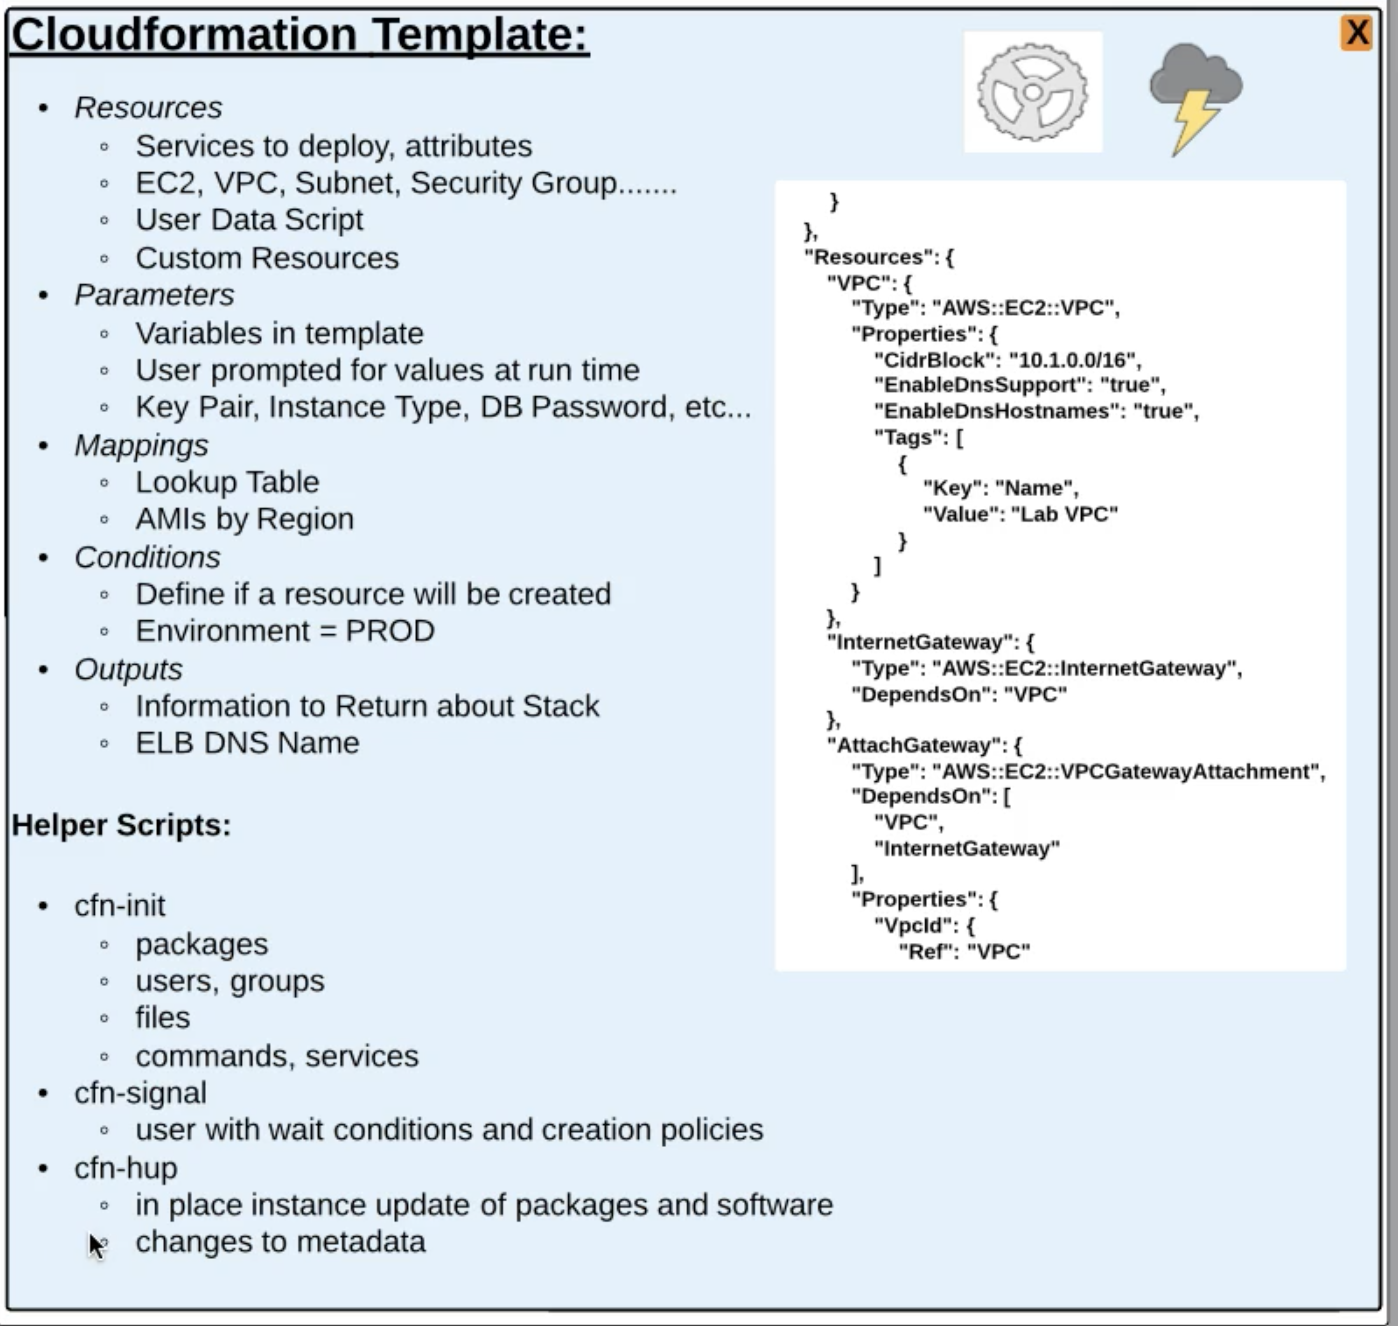 Cloudformation Template:
X
• Resources
◦ Services to deploy, attributes
◦ EC2, VPC, Subnet, Security Group.......
◦ User Data Script
◦ Custom Resources
• Parameters
◦ Variables in template
◦ User prompted for values at run time
◦ Key Pair, Instance Type, DB Password, etc...
• Mappings
◦ Lookup Table
◦ AMIs by Region
• Conditions
◦ Define if a resource will be created
◦ Environment = PROD
• Outputs
◦ Information to Return about Stack
◦ ELB DNS Name
Helper Scripts:
• cfn-init
◦ packages
◦ users, groups
◦ files
◦ commands, services
• cfn-signal
◦ user with wait conditions and creation policies
• cfn-hup
◦ in place instance update of packages and software
◦ changes to metadata
}
},
"Resources": {
"VPC": {
"Type": "AWS::EC2::VPC",
"Properties": {
"CidrBlock": "10.1.0.0/16",
"EnableDnsSupport": "true",
"EnableDnsHostnames": "true",
"Tags": [
{
"Key": "Name",
"Value": "Lab VPC"
}
]
}
},
"InternetGateway": {
"Type": "AWS::EC2::InternetGateway",
"DependsOn": "VPC"
},
"AttachGateway": {
"Type": "AWS::EC2::VPCGatewayAttachment",
"DependsOn": [
"VPC",
"InternetGateway"
],
"Properties": {
"VpcId": {
"Ref": "VPC"